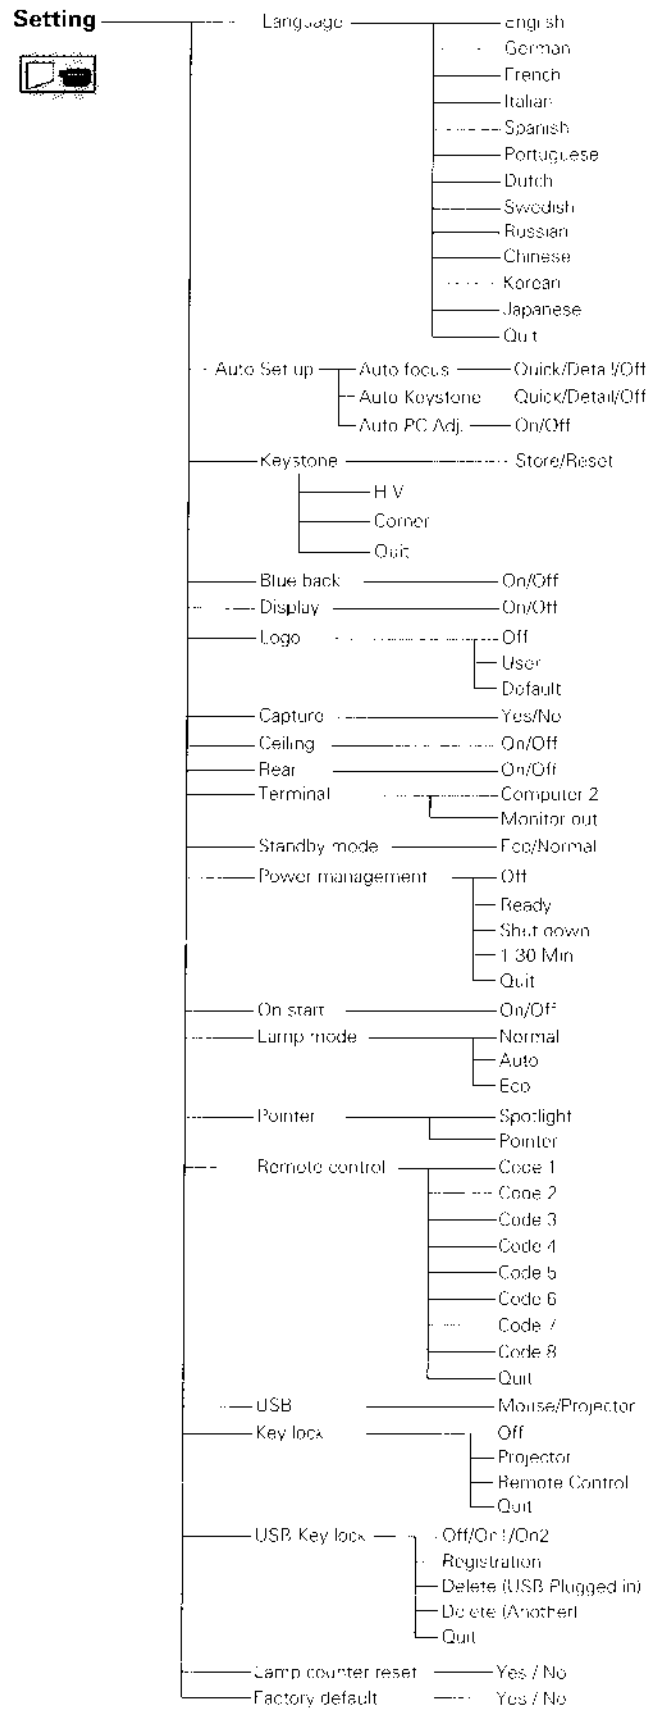 Setting Language English
German
French
Italian
Spanish
Portuguese
Dutch
Swedish
Russian
Chinese
Korean
Japanese
Quit
Auto Set up Auto focus Quick/Detail/Off
Auto Keystone Quick/Detail/Off
Auto PC Adj. On/Off
Keystone Store/Reset
H/V
Corner
Quit
Blue back On/Off
Display On/Off
Logo Off
User
Default
Capture Yes/No
Ceiling On/Off
Rear On/Off
Terminal Computer 2
Monitor out
Standby mode Eco/Normal
Power management Off
Ready
Shut down
1-30 Min
Quit
On start On/Off
Lamp mode Normal
Auto
Eco
Pointer Spotlight
Pointer
Remote control Code 1
Code 2
Code 3
Code 4
Code 5
Code 6
Code 7
Code 8
Quit
USB Mouse/Projector
Key lock Off
Projector
Remote Control
Quit
USB Key lock Off/On1/On2
Registration
Delete (USB Plugged in)
Delete (Another)
Quit
Lamp counter reset Yes / No
Factory default Yes / No